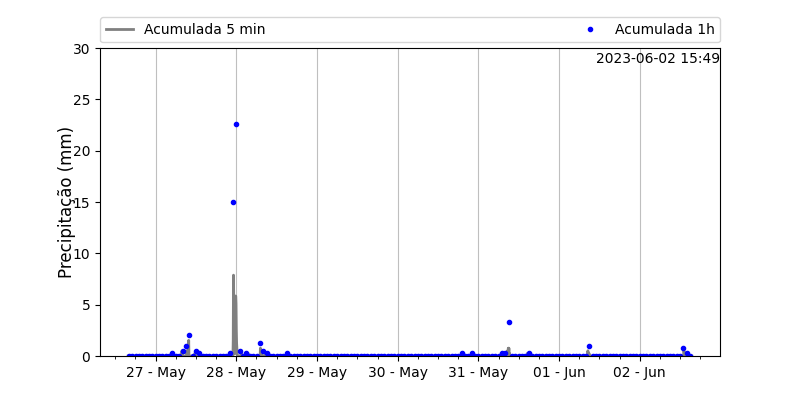 Acumulada 5 min
Acumulada 1h
2023-06-02 15:49
Precipitação (mm)
30
25
20
15
10
5
0
27 - May
28 - May
29 - May
30 - May
31 - May
01 - Jun
02 - Jun